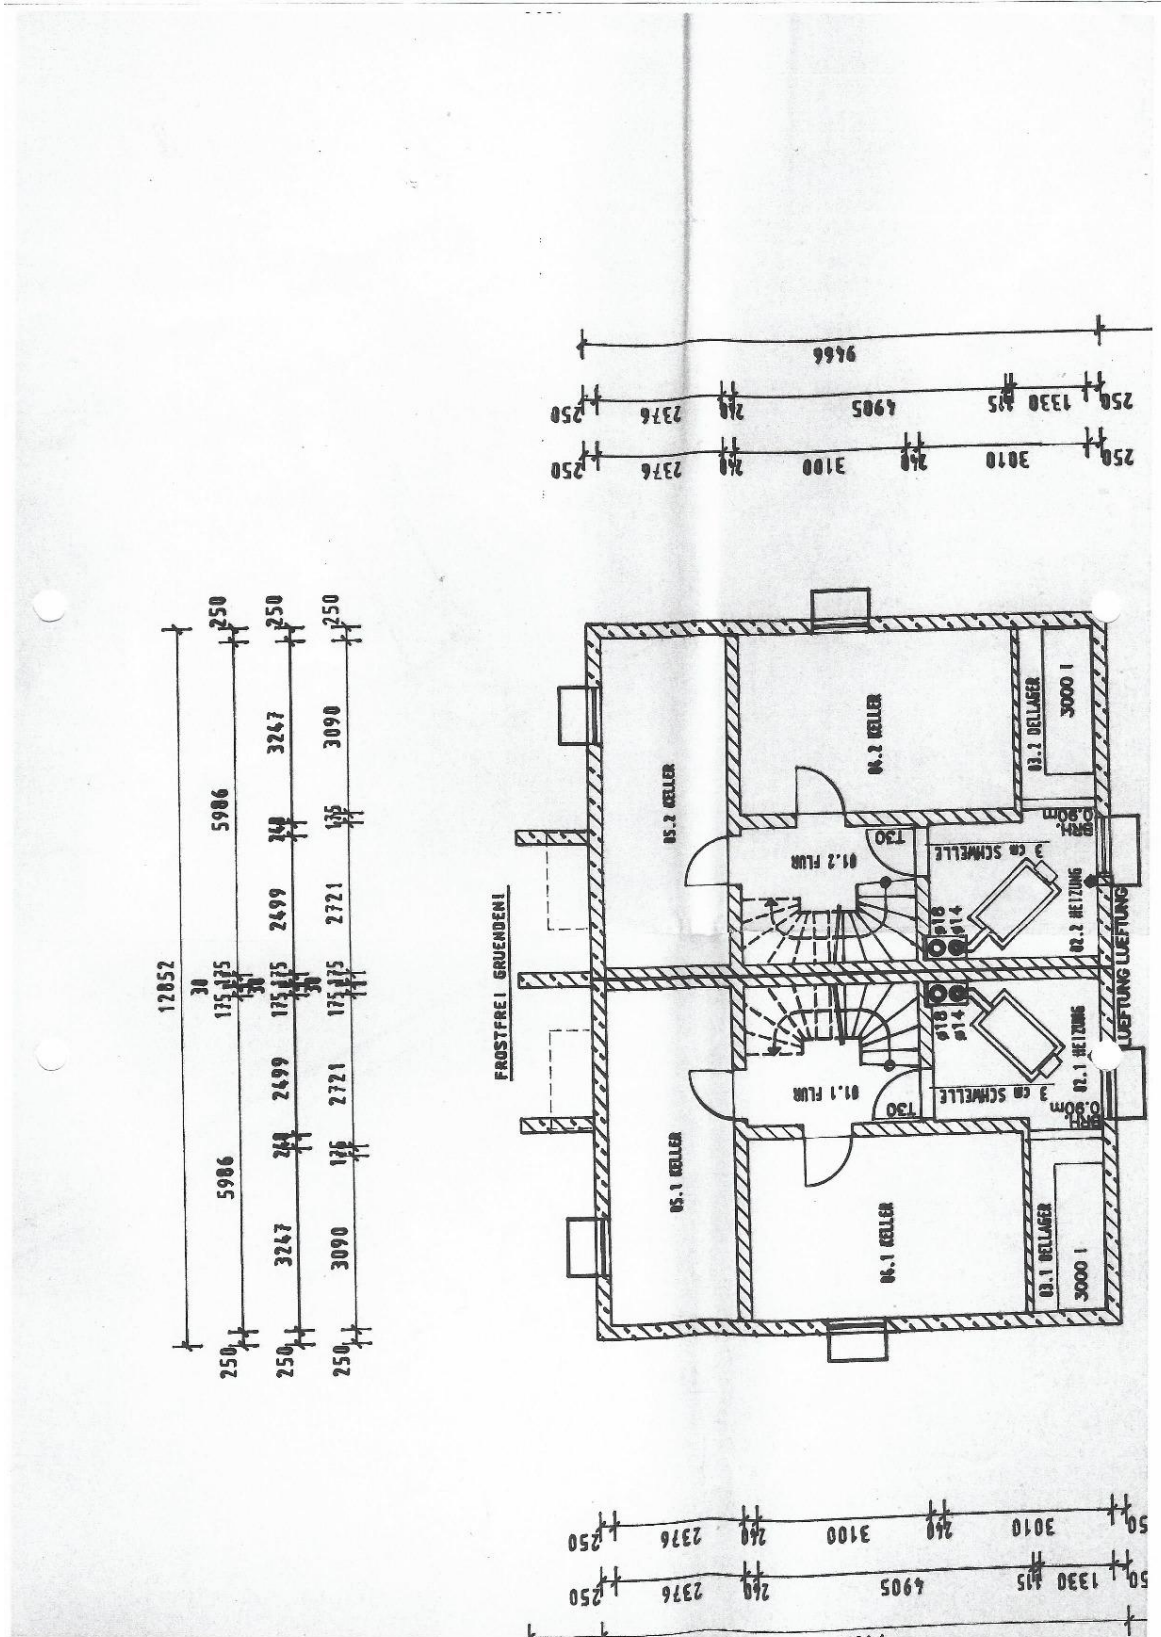 9466
250 2376 240 4905 115 1330 250
250 2376 240 3100 240 3010 250
12852
250 5986 175 30 175 5986 250
250 3247 240 2499 175 30 175 2499 240 3247 250
250 3090 175 2721 175 30 175 2721 175 3090 250
FROSTFREI GRUENDEN!
05.2 KELLER
04.2 KELLER
03.2 OELLAGER
3000 l
01.2 FLUR
T30
3 cm SCHWELLE
BRH.
0.90m
02.2 HEIZUNG
ø18
ø14
LUEFTUNG
LUEFTUNG
ø18
ø14
02.1 HEIZUNG
3 cm SCHWELLE
BRH.
0.90m
01.1 FLUR
T30
05.1 KELLER
04.1 KELLER
03.1 OELLAGER
3000 l
250 2376 240 3100 240 3010
250 2376 240 4905 115 1330